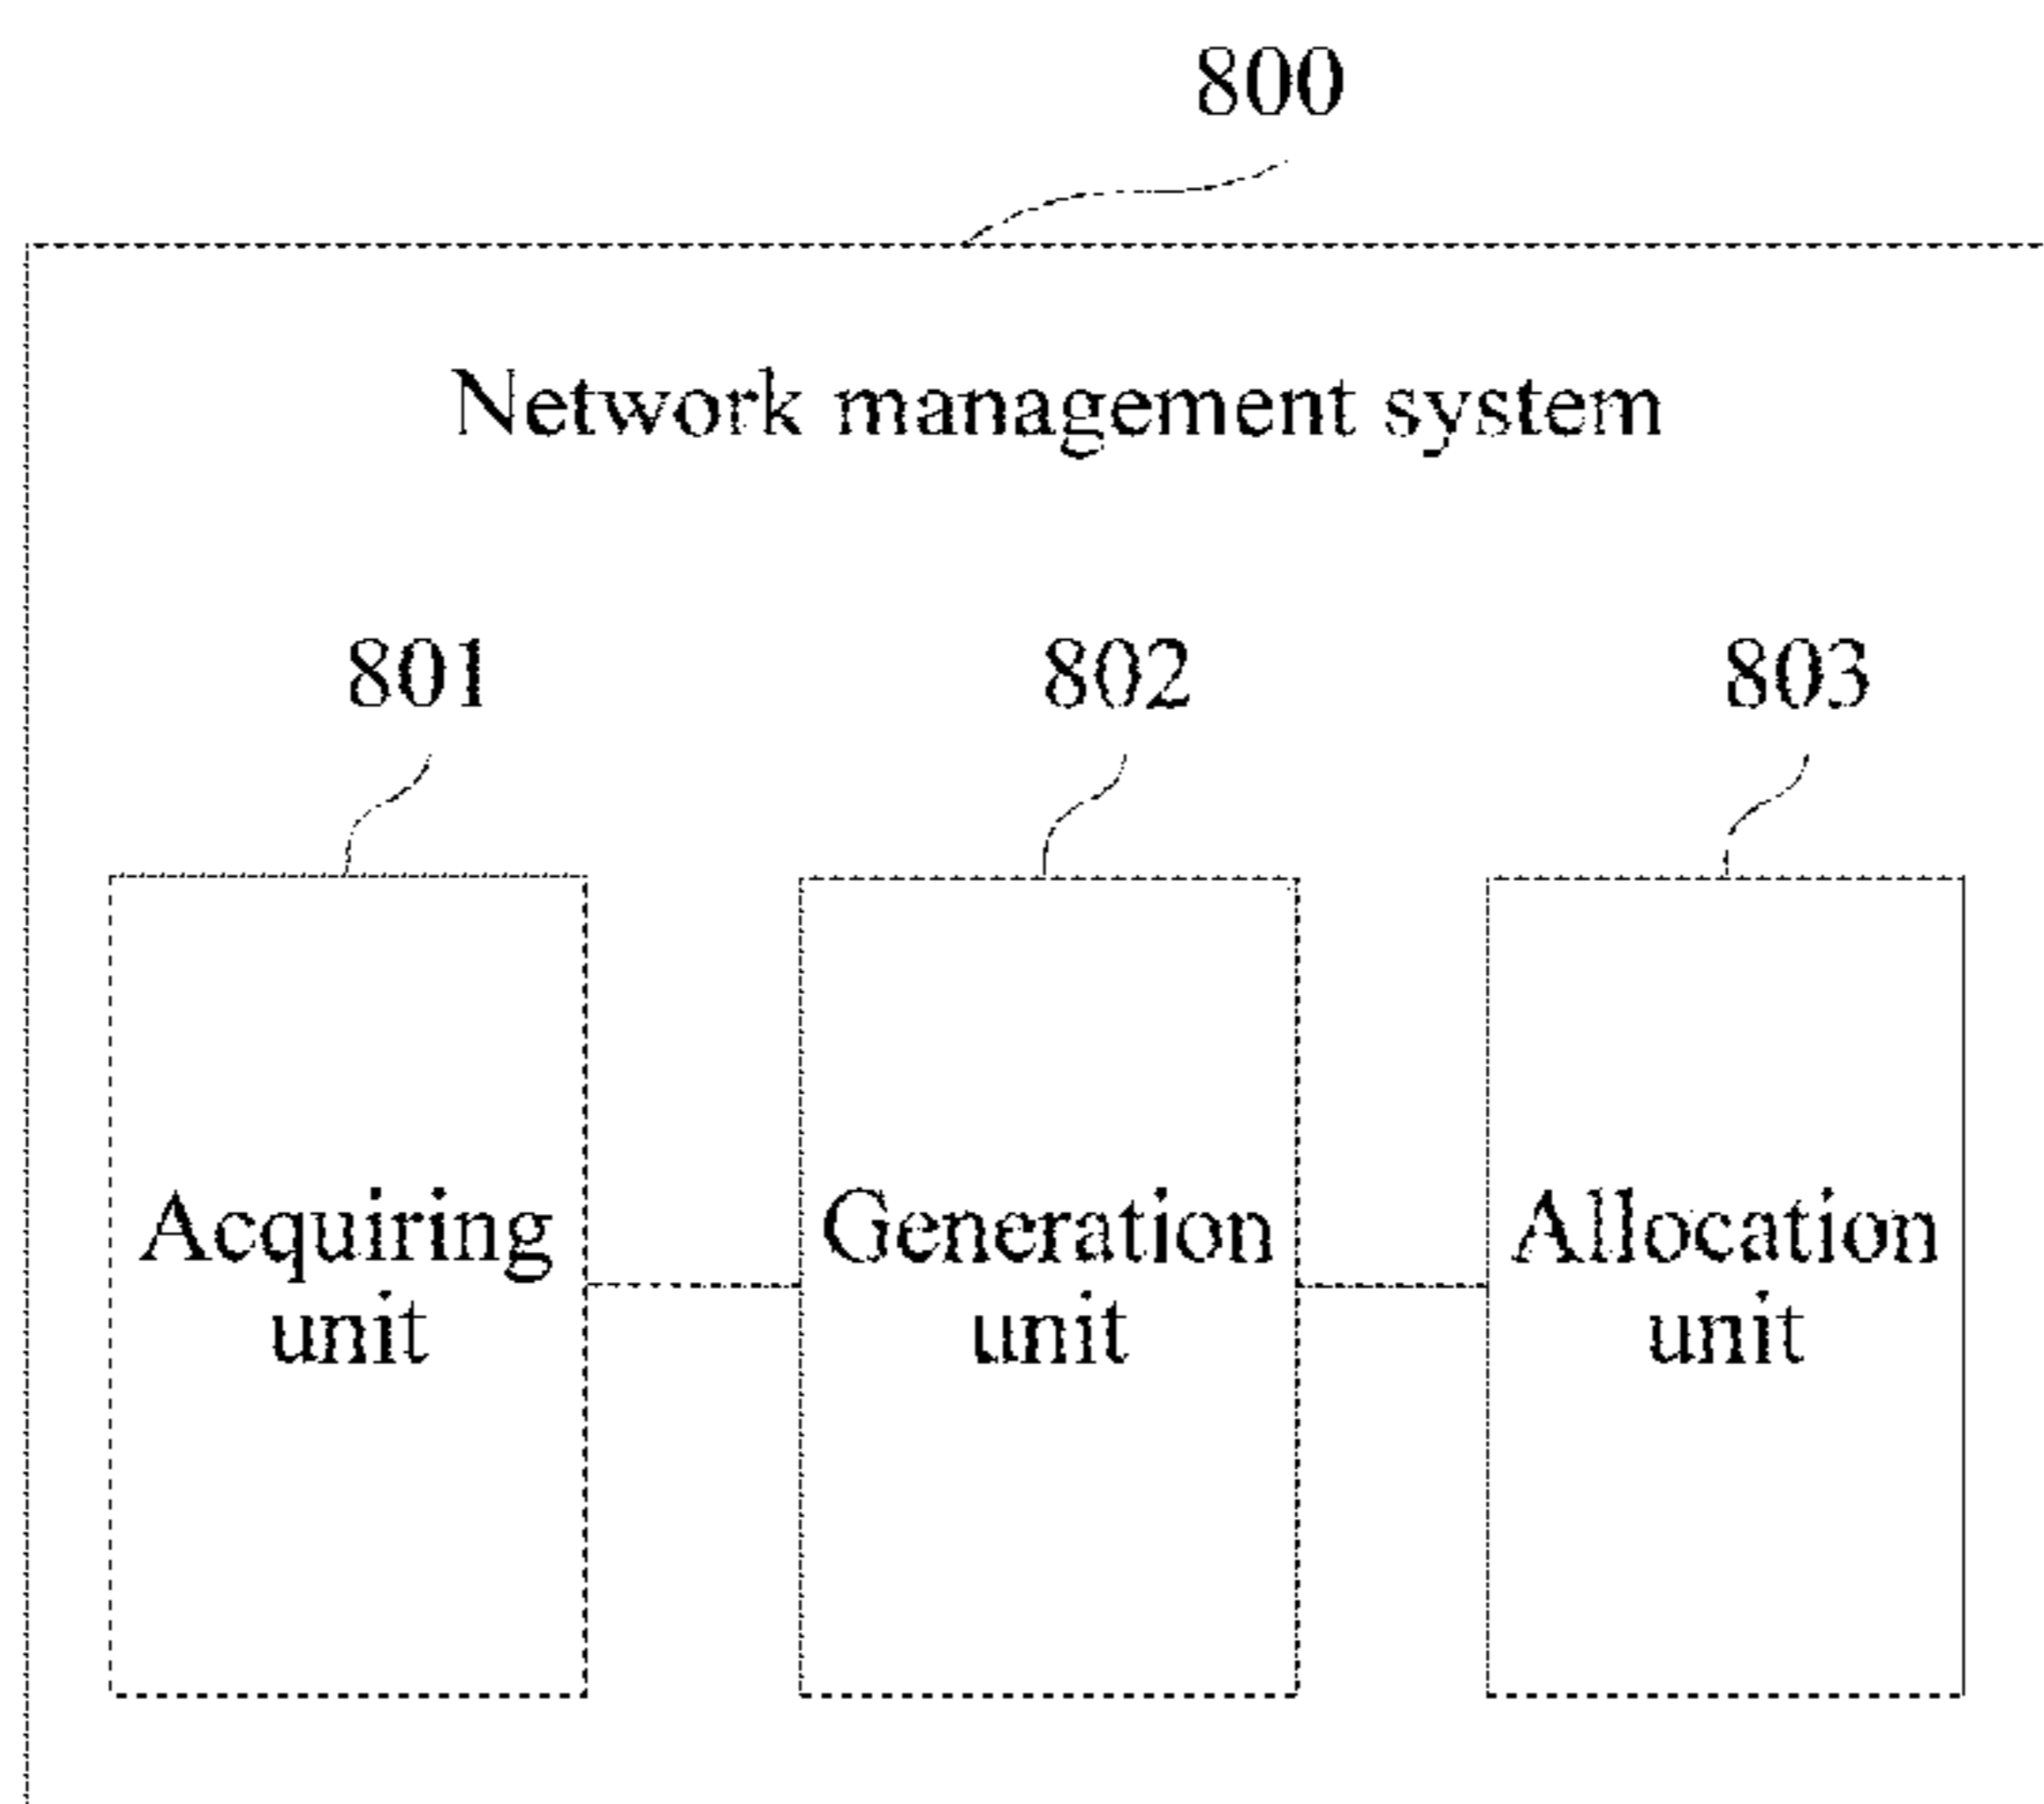 800
Network management system
801 802 803
Acquiring unit
Generation unit
Allocation unit